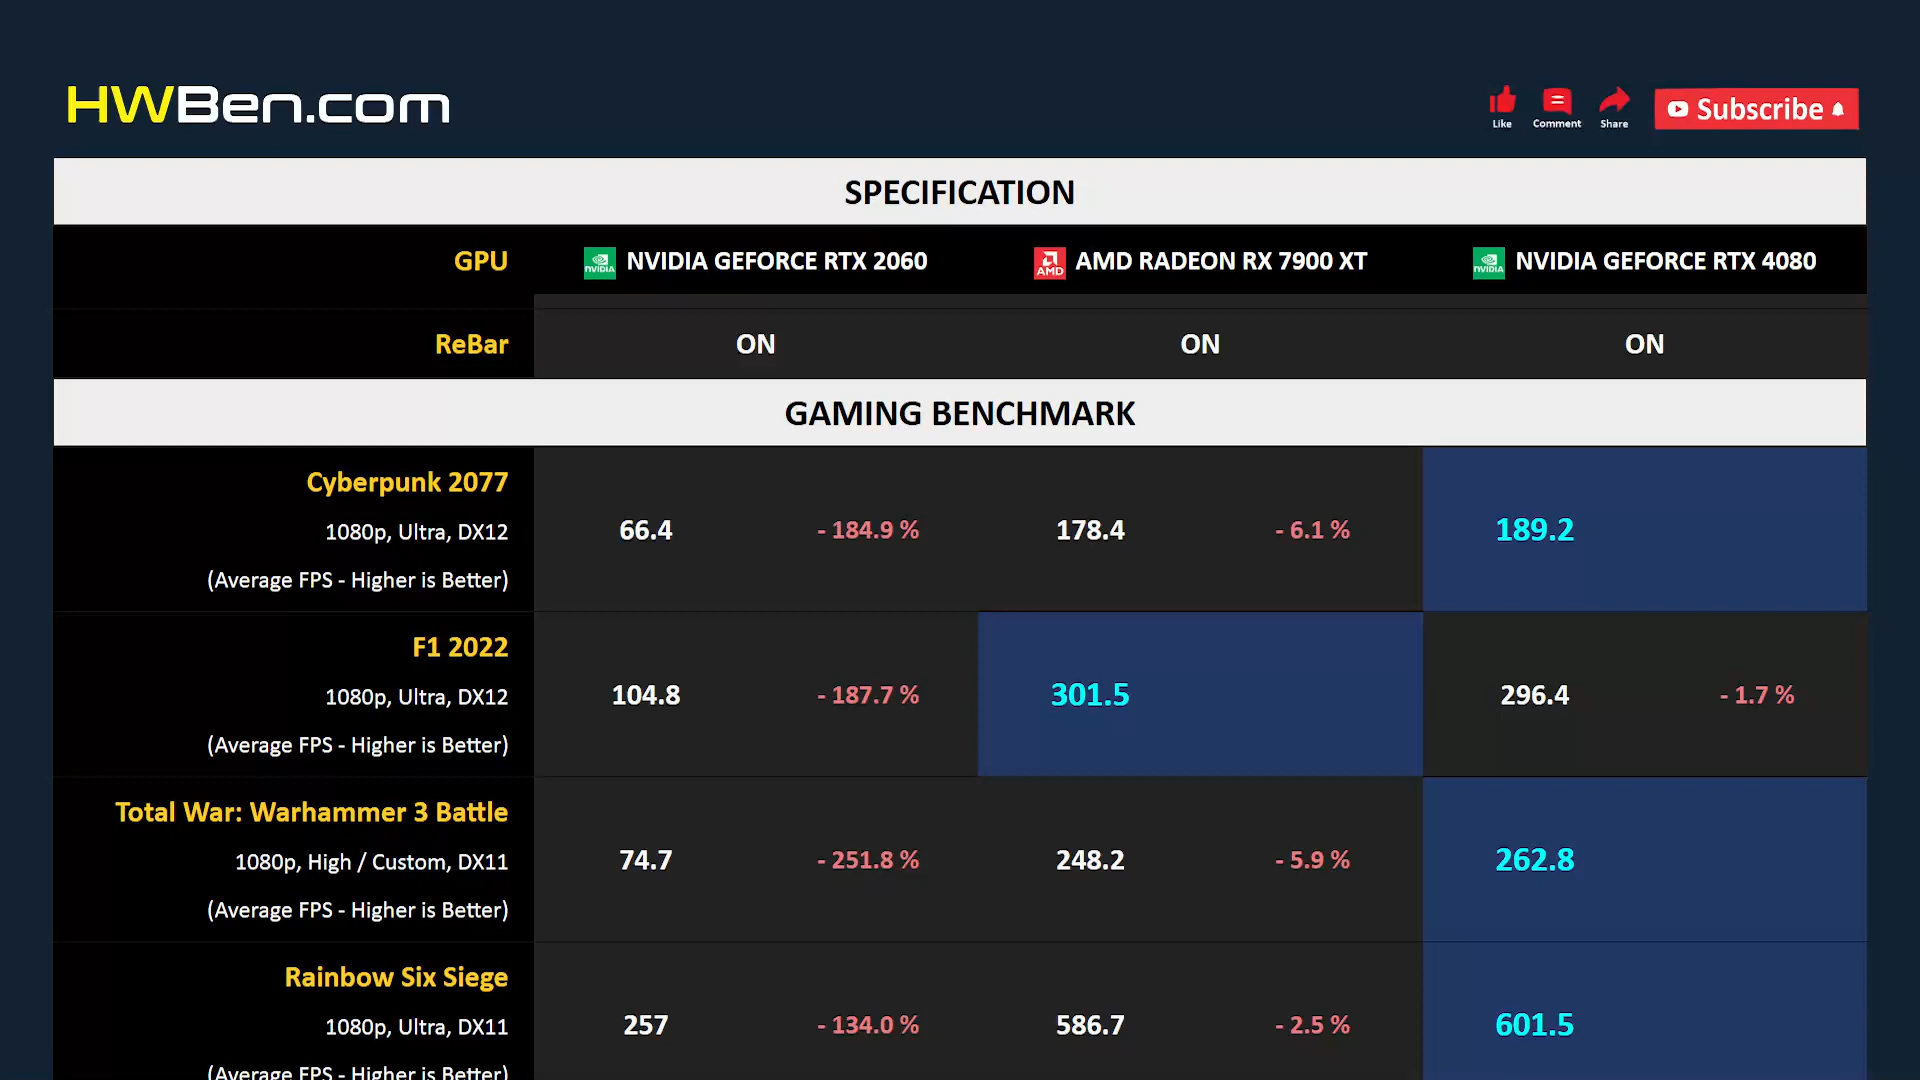 HWBen.com
Like Comment Share Subscribe
SPECIFICATION
GPU NVIDIA NVIDIA GEFORCE RTX 2060 AMD AMD RADEON RX 7900 XT NVIDIA NVIDIA GEFORCE RTX 4080
ReBar ON ON ON
GAMING BENCHMARK
Cyberpunk 2077
1080p, Ultra, DX12 66.4 - 184.9 % 178.4 - 6.1 % 189.2
(Average FPS - Higher is Better)
F1 2022
1080p, Ultra, DX12 104.8 - 187.7 % 301.5 296.4 - 1.7 %
(Average FPS - Higher is Better)
Total War: Warhammer 3 Battle
1080p, High / Custom, DX11 74.7 - 251.8 % 248.2 - 5.9 % 262.8
(Average FPS - Higher is Better)
Rainbow Six Siege
1080p, Ultra, DX11 257 - 134.0 % 586.7 - 2.5 % 601.5
(Average FPS - Higher is Better)